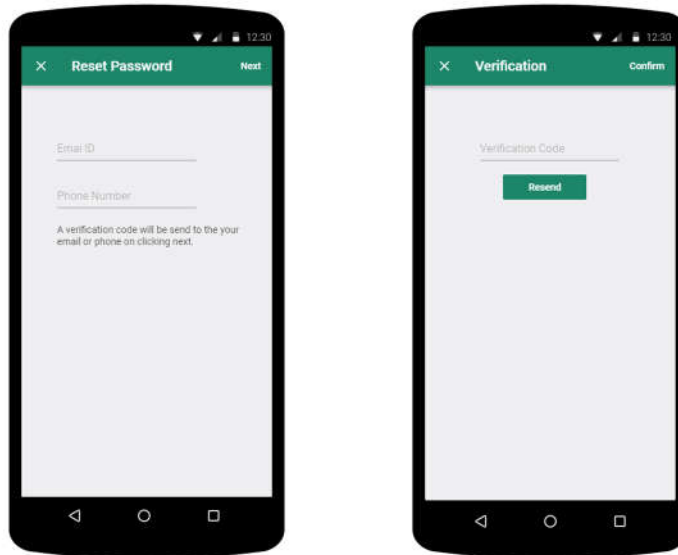 12:30
Reset Password
Next
Emai ID
Phone Number
A verification code will be send to the your
email or phone on clicking next.
12:30
Verification
Confirm
Verification Code
Resend